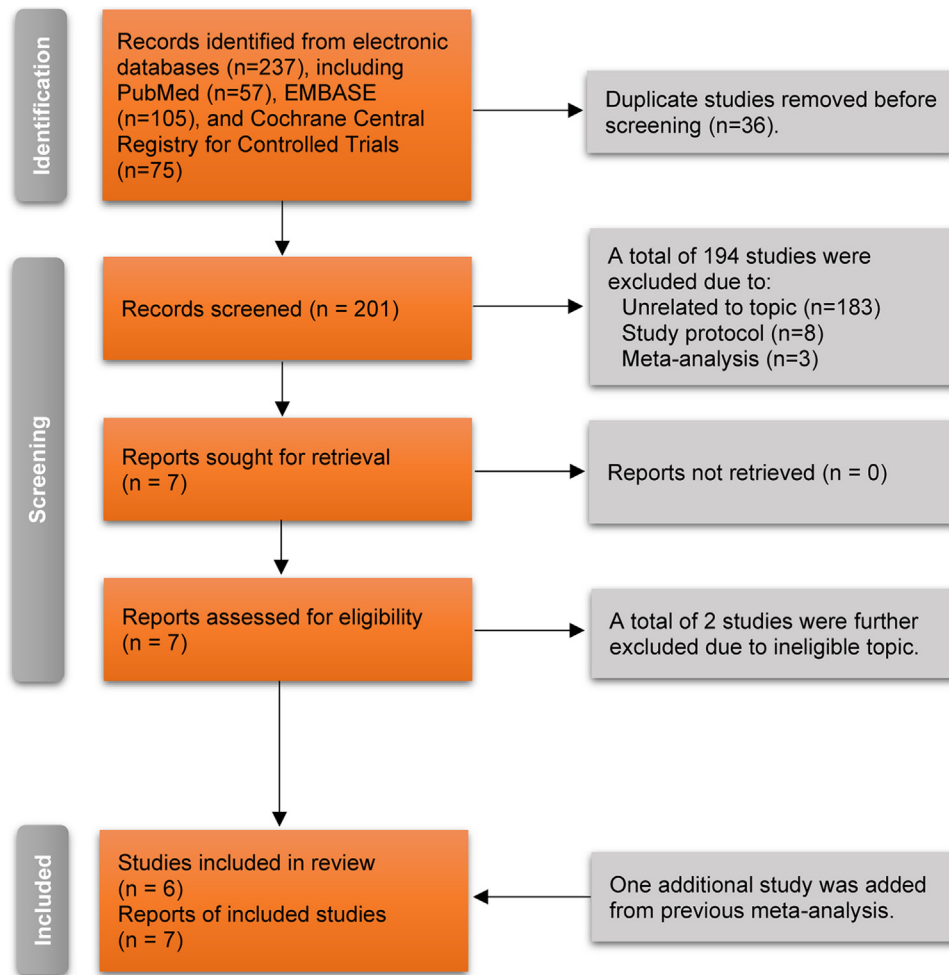 Identification
Records identified from electronic
databases (n=237), including
PubMed (n=57), EMBASE
(n=105), and Cochrane Central
Registry for Controlled Trials
(n=75)
Duplicate studies removed before
screening (n=36).
Screening
Records screened (n = 201)
A total of 194 studies were
excluded due to:
Unrelated to topic (n=183)
Study protocol (n=8)
Meta-analysis (n=3)
Reports sought for retrieval
(n = 7)
Reports not retrieved (n = 0)
Reports assessed for eligibility
(n = 7)
A total of 2 studies were further
excluded due to ineligible topic.
Included
Studies included in review
(n = 6)
Reports of included studies
(n = 7)
One additional study was added
from previous meta-analysis.